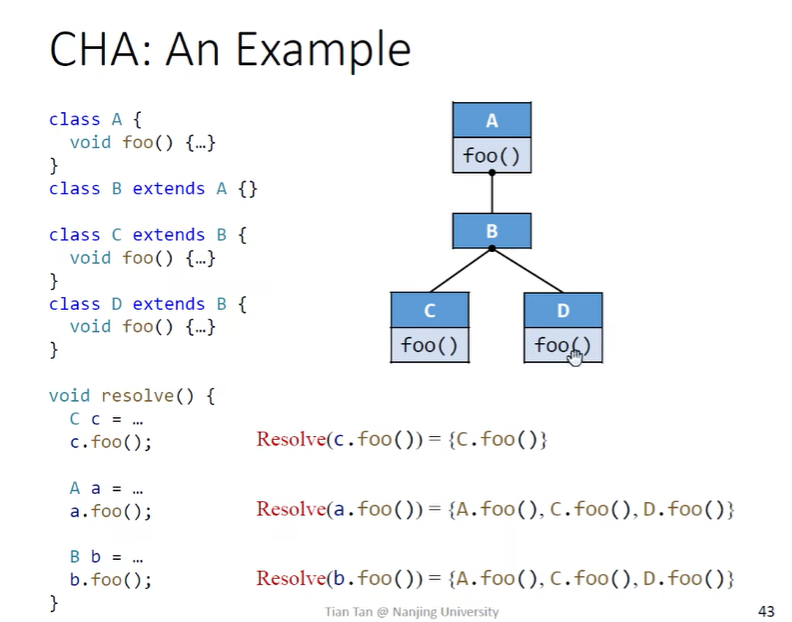 CHA: An Example
class A {
void foo() {…}
}
class B extends A {}
class C extends B {
void foo() {…}
}
class D extends B {
void foo() {…}
}
A
foo()
B
C
D
foo()
foo()
void resolve() {
C c = …
c.foo();
Resolve(c.foo()) = {C.foo()}
A a = …
a.foo();
Resolve(a.foo()) = {A.foo(), C.foo(), D.foo()}
B b = …
b.foo();
Resolve(b.foo()) = {A.foo(), C.foo(), D.foo()}
}
Tian Tan @ Nanjing University
43